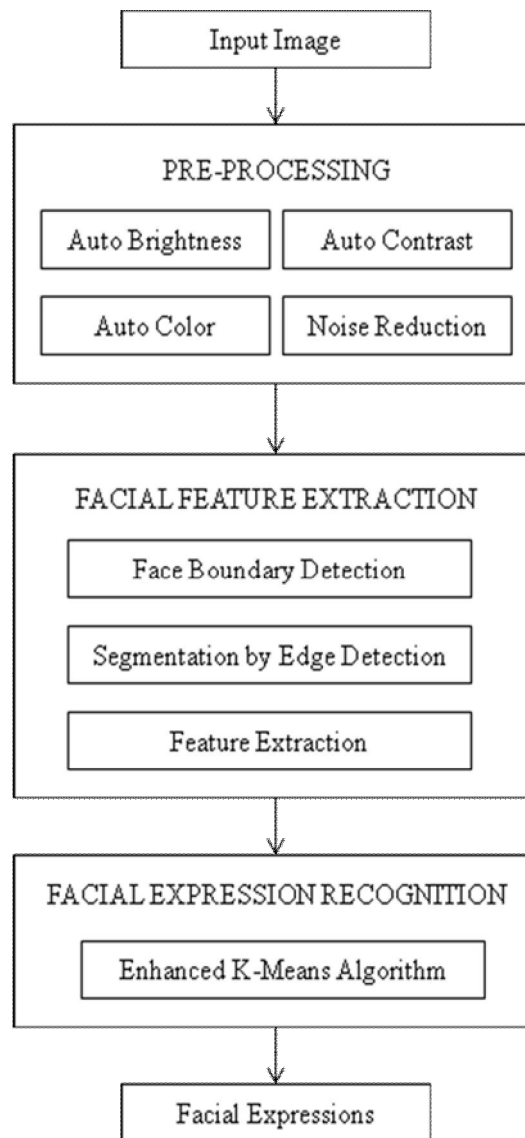 Input Image
PRE-PROCESSING
Auto Brightness
Auto Contrast
Auto Color
Noise Reduction
FACIAL FEATURE EXTRACTION
Face Boundary Detection
Segmentation by Edge Detection
Feature Extraction
FACIAL EXPRESSION RECOGNITION
Enhanced K-Means Algorithm
Facial Expressions